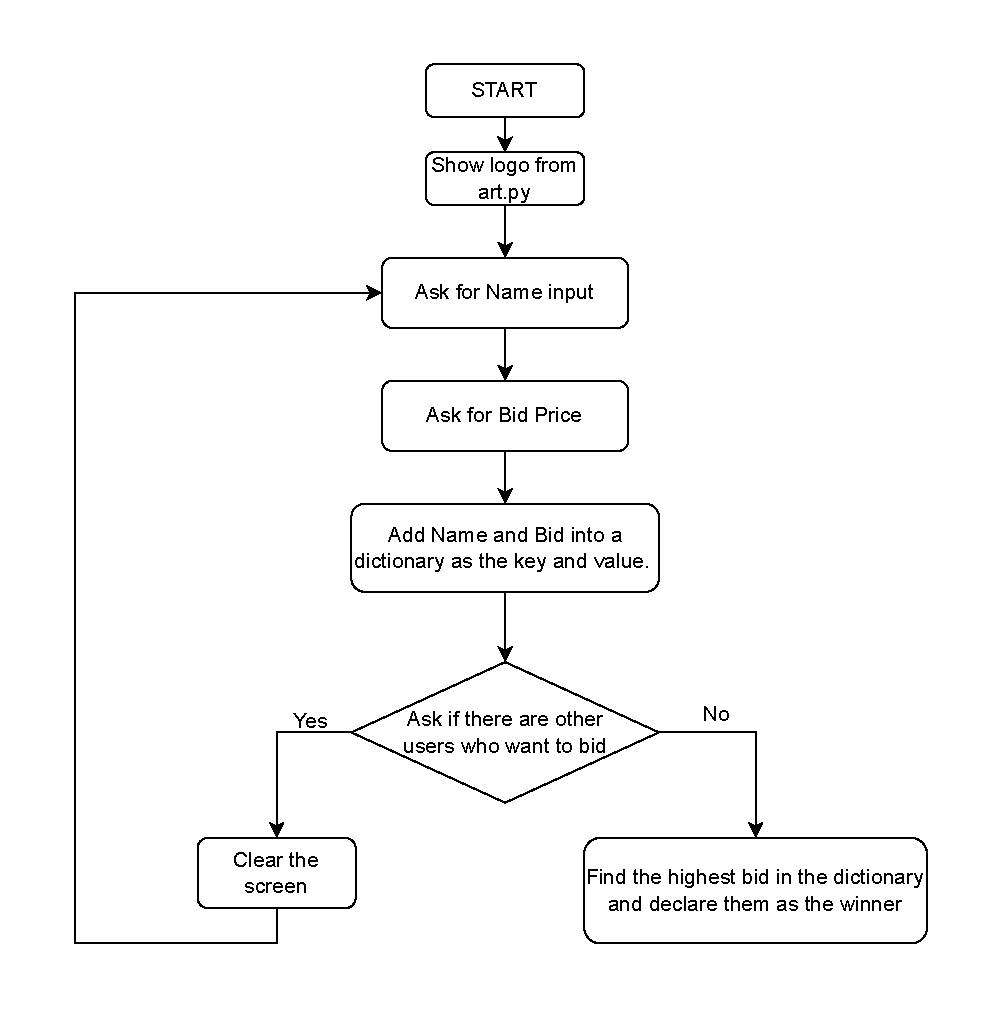 START
Show logo from
art.py
Ask for Name input
Ask for Bid Price
Add Name and Bid into a
dictionary as the key and value.
Ask if there are other
users who want to bid
Yes
No
Clear the
screen
Find the highest bid in the dictionary
and declare them as the winner